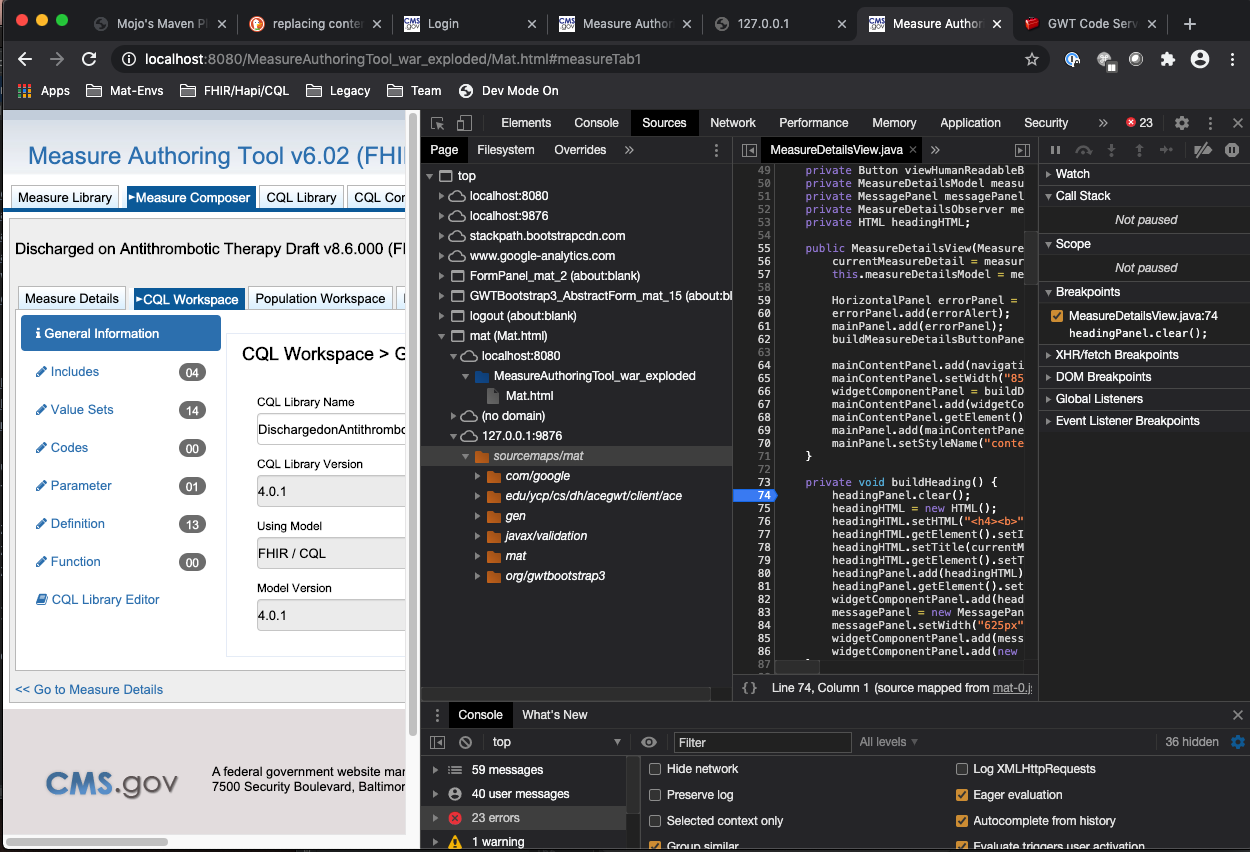 Mojo's Maven Pl
replacing conter
Login
Measure Author
127.0.0.1
Measure Author
GWT Code Serv
localhost:8080/MeasureAuthoringTool_war_exploded/Mat.html#measureTab1
Apps
Mat-Envs
FHIR/Hapi/CQL
Legacy
Team
Dev Mode On
Measure Authoring Tool v6.02 (FHI
Measure Library
Measure Composer
CQL Library
CQL Cor
Discharged on Antithrombotic Therapy Draft v8.6.000 (F
Measure Details
CQL Workspace
Population Workspace
General Information
Includes 04
Value Sets 14
Codes 00
Parameter 01
Definition 13
Function 00
CQL Library Editor
CQL Workspace > G
CQL Library Name
DischargedonAntithrombo
CQL Library Version
4.0.1
Using Model
FHIR / CQL
Model Version
4.0.1
<< Go to Measure Details
CMS.gov
A federal government website mar
7500 Security Boulevard, Baltimor
Elements
Console
Sources
Network
Performance
Memory
Application
Security
»
23
Page
Filesystem
Overrides
»
top
localhost:8080
localhost:9876
stackpath.bootstrapcdn.com
www.google-analytics.com
FormPanel_mat_2 (about:blank)
GWTBootstrap3_AbstractForm_mat_15 (about:bl
logout (about:blank)
mat (Mat.html)
localhost:8080
MeasureAuthoringTool_war_exploded
Mat.html
(no domain)
127.0.0.1:9876
sourcemaps/mat
com/google
edu/ycp/cs/dh/acegwt/client/ace
gen
javax/validation
mat
org/gwtbootstrap3
MeasureDetailsView.java
»
49 private Button viewHumanReadableB
50 private MeasureDetailsModel measu
51 private MessagePanel messagePanel
52 private MeasureDetailsObserver me
53 private HTML headingHTML;
54
55 public MeasureDetailsView(Measure
56 currentMeasureDetail = measur
57 this.measureDetailsModel = me
58
59 HorizontalPanel errorPanel =
60 errorPanel.add(errorAlert);
61 mainPanel.add(errorPanel);
62 buildMeasureDetailsButtonPane
63
64 mainContentPanel.add(navigati
65 mainContentPanel.setWidth("85
66 widgetComponentPanel = buildD
67 mainContentPanel.add(widgetCo
68 mainContentPanel.getElement()
69 mainPanel.add(mainContentPane
70 mainPanel.setStyleName("conte
71 }
72
73 private void buildHeading() {
74 headingPanel.clear();
75 headingHTML = new HTML();
76 headingHTML.setHTML("<h4><b>"
77 headingHTML.getElement().setI
78 headingHTML.setTitle(currentM
79 headingHTML.getElement().setT
80 headingPanel.add(headingHTML)
81 headingPanel.getElement().set
82 widgetComponentPanel.add(head
83 messagePanel = new MessagePan
84 messagePanel.setWidth("625px"
85 widgetComponentPanel.add(mess
86 widgetComponentPanel.add(new
87
{} Line 74, Column 1 (source mapped from mat-0.js
Watch
Call Stack
Not paused
Scope
Not paused
Breakpoints
MeasureDetailsView.java:74
headingPanel.clear();
XHR/fetch Breakpoints
DOM Breakpoints
Global Listeners
Event Listener Breakpoints
Console
What's New
top
Filter
All levels
36 hidden
59 messages
40 user messages
23 errors
1 warning
Hide network
Preserve log
Selected context only
Group similar
Log XMLHttpRequests
Eager evaluation
Autocomplete from history
Evaluate triggers user activation